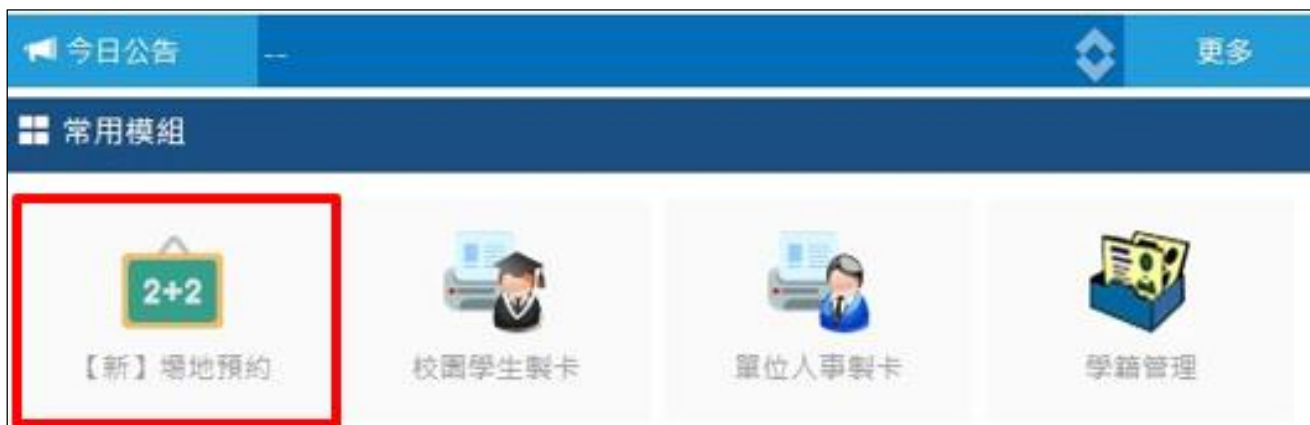 今日公告
--
更多
常用模組
2+2
【新】場地預約
校園學生製卡
單位人事製卡
學籍管理